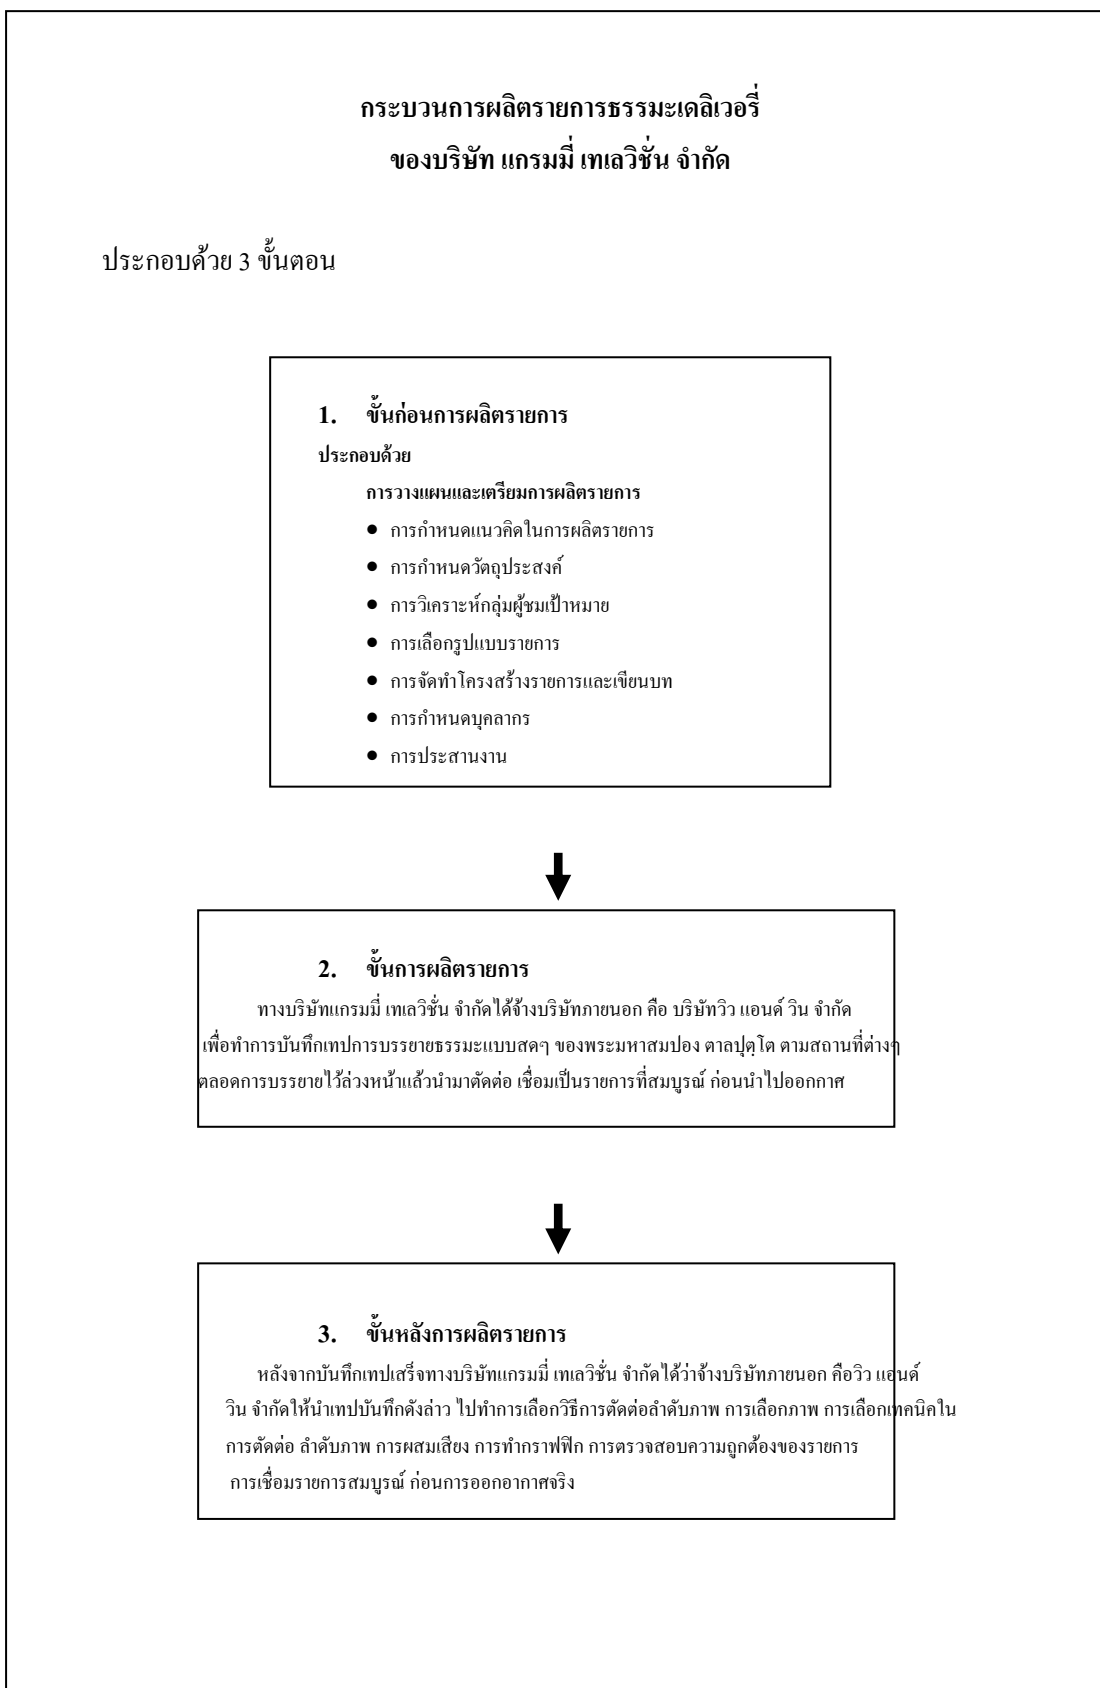 กระบวนการผลิตรายการธรรมะเดลิเวอรี่
ของบริษัท แกรมมี่ เทเลวิชั่น จำกัด
ประกอบด้วย 3 ขั้นตอน
1. ขั้นก่อนการผลิตรายการ
ประกอบด้วย
การวางแผนและเตรียมการผลิตรายการ
● การกำหนดแนวคิดในการผลิตรายการ
● การกำหนดวัตถุประสงค์
● การวิเคราะห์กลุ่มผู้ชมเป้าหมาย
● การเลือกรูปแบบรายการ
● การจัดทำโครงสร้างรายการและเขียนบท
● การกำหนดบุคลากร
● การประสานงาน
2. ขั้นการผลิตรายการ
ทางบริษัทแกรมมี่ เทเลวิชั่น จำกัดได้จ้างบริษัทภายนอก คือ บริษัทวิว แอนด์ วิน จำกัด
เพื่อทำการบันทึกเทปการบรรยายธรรมะแบบสดๆ ของพระมหาสมปอง ตาลปุตฺโต ตามสถานที่ต่างๆ
ตลอดการบรรยายไว้ล่วงหน้าแล้วนำมาตัดต่อ เชื่อมเป็นรายการที่สมบูรณ์ ก่อนนำไปออกกาศ
3. ขั้นหลังการผลิตรายการ
หลังจากบันทึกเทปเสร็จทางบริษัทแกรมมี่ เทเลวิชั่น จำกัดได้ว่าจ้างบริษัทภายนอก คือวิว แอนด์
วิน จำกัดให้นำเทปบันทึกดังล่าว ไปทำการเลือกวิธีการตัดต่อลำดับภาพ การเลือกภาพ การเลือกเทคนิคใน
การตัดต่อ ลำดับภาพ การผสมเสียง การทำกราฟฟิก การตรวจสอบความถูกต้องของรายการ
การเชื่อมรายการสมบูรณ์ ก่อนการออกอากาศจริง